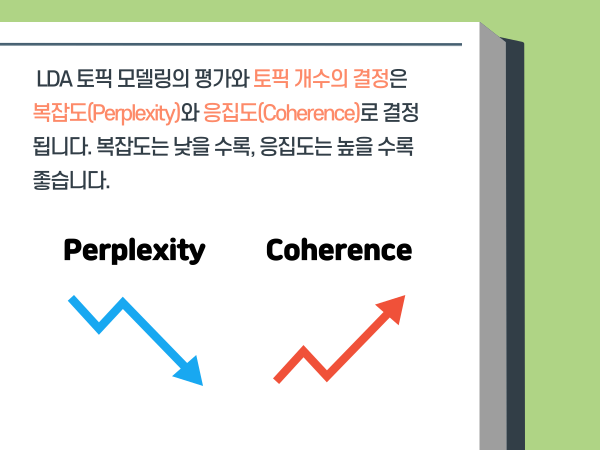 LDA 토픽 모델링의 평가와 토픽 개수의 결정은
복잡도(Perplexity)와 응집도(Coherence)로 결정
됩니다. 복잡도는 낮을 수록, 응집도는 높을 수록
좋습니다.
Perplexity Coherence